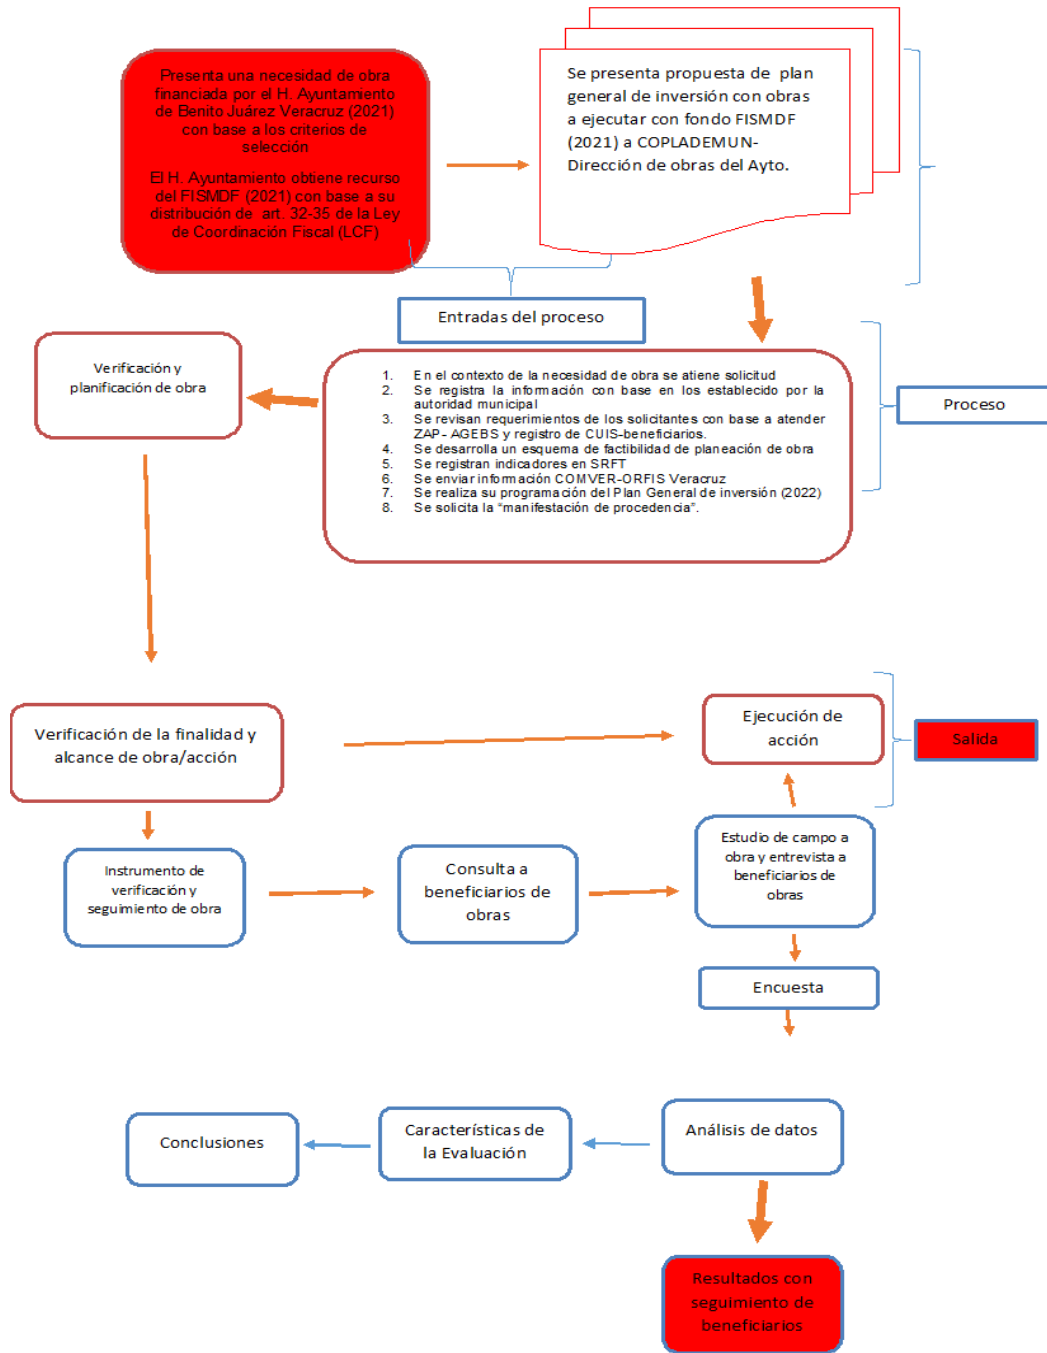 Presenta una necesidad de obra
financiada por el H. Ayuntamiento
de Benito Juárez Veracruz (2021)
con base a los criterios de
selección
El H. Ayuntamiento obtiene recurso
del FISMDF (2021) con base a su
distribución de  art. 32-35 de la Ley
de Coordinación Fiscal (LCF)
Se presenta propuesta de  plan
general de inversión con obras
a ejecutar con fondo FISMDF
(2021) a COPLADEMUN-
Dirección de obras del Ayto.
Entradas del proceso
Verificación y
planificación de obra
1. En el contexto de la necesidad de obra se atiene solicitud
2. Se registra la información con base en los establecido por la
autoridad municipal
3. Se revisan requerimientos de los solicitantes con base a atender
ZAP- AGEBS y registro de CUIS-beneficiarios.
4. Se desarrolla un esquema de factibilidad de planeación de obra
5. Se registran indicadores en SRFT
6. Se enviar información COMVER-ORFIS Veracruz
7. Se realiza su programación del Plan General de inversión (2022)
8. Se solicita la “manifestación de procedencia”.
Proceso
Verificación de la finalidad y
alcance de obra/acción
Ejecución de
acción
Salida
Instrumento de
verificación y
seguimiento de obra
Consulta a
beneficiarios de
obras
Estudio de campo a
obra y entrevista a
beneficiarios de
obras
Encuesta
Conclusiones
Características de
la Evaluación
Análisis de datos
Resultados con
seguimiento de
beneficiarios